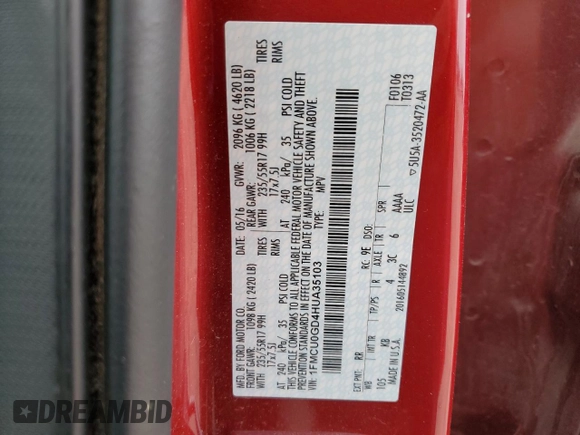 MFD. BY FORD MOTOR CO.
DATE: 05/16 GVWR: 2096 KG ( 4620 LB)
FRONT GAWR: 1098 KG ( 2420 LB) REAR GAWR: 1006 KG ( 2218 LB)
WITH 235/55R17 99H TIRES WITH 235/55R17 99H TIRES
17x7.5J RIMS 17x7.5J RIMS
AT 240 kPa/ 35 PSI COLD AT 240 kPa/ 35 PSI COLD
THIS VEHICLE CONFORMS TO ALL APPLICABLE FEDERAL MOTOR VEHICLE SAFETY AND THEFT
PREVENTION STANDARDS IN EFFECT ON THE DATE OF MANUFACTURE SHOWN ABOVE.
VIN: 1FMCU0GD4HUA35103 TYPE: MPV
EXT PNT: RR RC: 9E DSO: F0106
T0313
WB INT TR TP/PS R AXLE TR SPR
105 KB 4 3C 6 AAAA
ULC
▽5U5A-3520472-AA
MADE IN U.S.A. 201605144892
DREAMBID